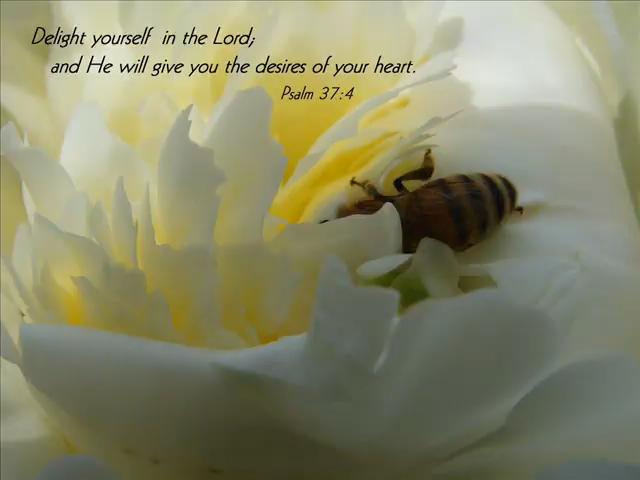 Delight yourself in the Lord;
and He will give you the desires of your heart.
Psalm 37:4